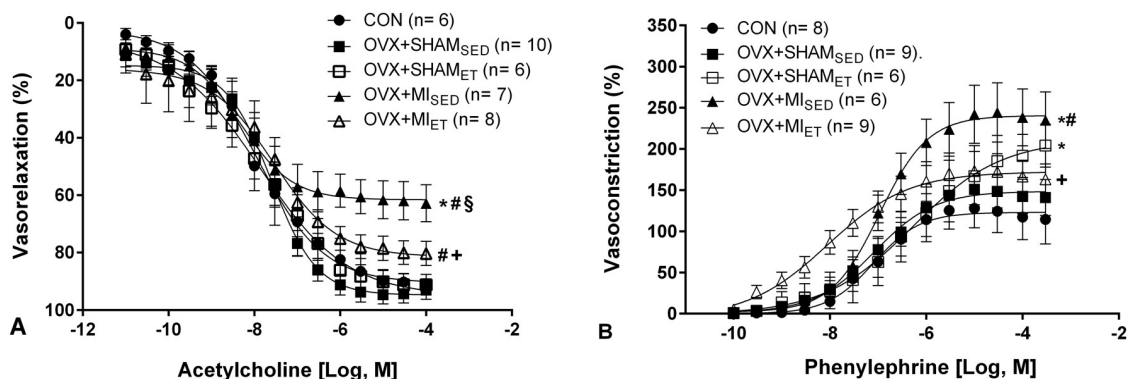 CON (n= 6)
OVX+SHAMSED (n= 10)
OVX+SHAMET (n= 6)
OVX+MISED (n= 7)
OVX+MIET (n= 8)
Vasorelaxation (%)
0
20
40
60
80
100
*#§
#+
-12
-10
-8
-6
-4
-2
A
Acetylcholine [Log, M]
CON (n= 8)
OVX+SHAMSED (n= 9).
OVX+SHAMET (n= 6)
OVX+MISED (n= 6)
OVX+MIET (n= 9)
Vasoconstriction (%)
350
300
250
200
150
100
50
0
*#
*
+
-10
-8
-6
-4
-2
B
Phenylephrine [Log, M]